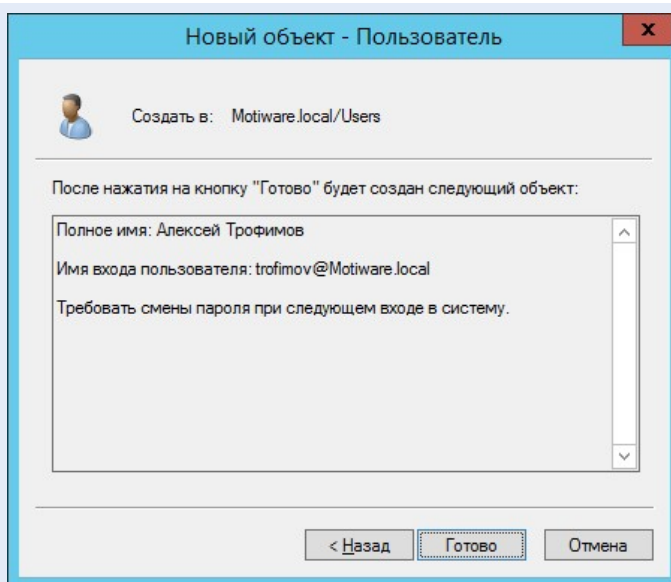 Новый объект - Пользователь
x
Создать в: Motiware.local/Users
После нажатия на кнопку "Готово" будет создан следующий объект:
Полное имя: Алексей Трофимов
Имя входа пользователя: trofimov@Motiware.local
Требовать смены пароля при следующем входе в систему.
< Назад Готово Отмена